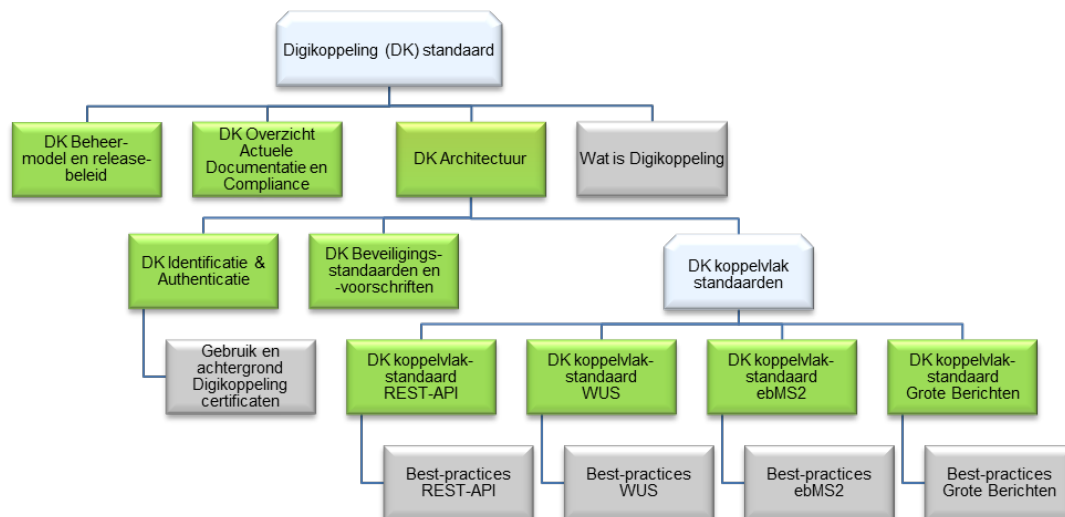 Digikoppeling (DK) standaard
DK Beheer-
model en release-
beleid
DK Overzicht
Actuele
Documentatie en
Compliance
DK Architectuur
Wat is Digikoppeling
DK Identificatie &
Authenticatie
DK Beveiligings-
standaarden en
-voorschriften
DK koppelvlak
standaarden
Gebruik en
achtergrond
Digikoppeling
certificaten
DK koppelvlak-
standaard
REST-API
DK koppelvlak-
standaard
WUS
DK koppelvlak-
standaard
ebMS2
DK koppelvlak-
standaard
Grote Berichten
Best-practices
REST-API
Best-practices
WUS
Best-practices
ebMS2
Best-practices
Grote Berichten